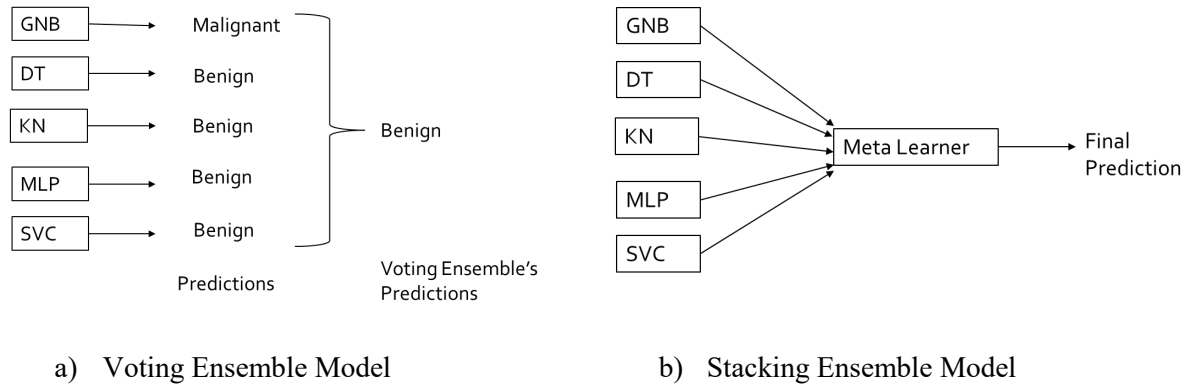 GNB
Malignant
DT
Benign
KN
Benign
MLP
Benign
SVC
Benign
Predictions
Benign
Voting Ensemble's
Predictions
a) Voting Ensemble Model
GNB
DT
KN
MLP
SVC
Meta Learner
Final
Prediction
b) Stacking Ensemble Model